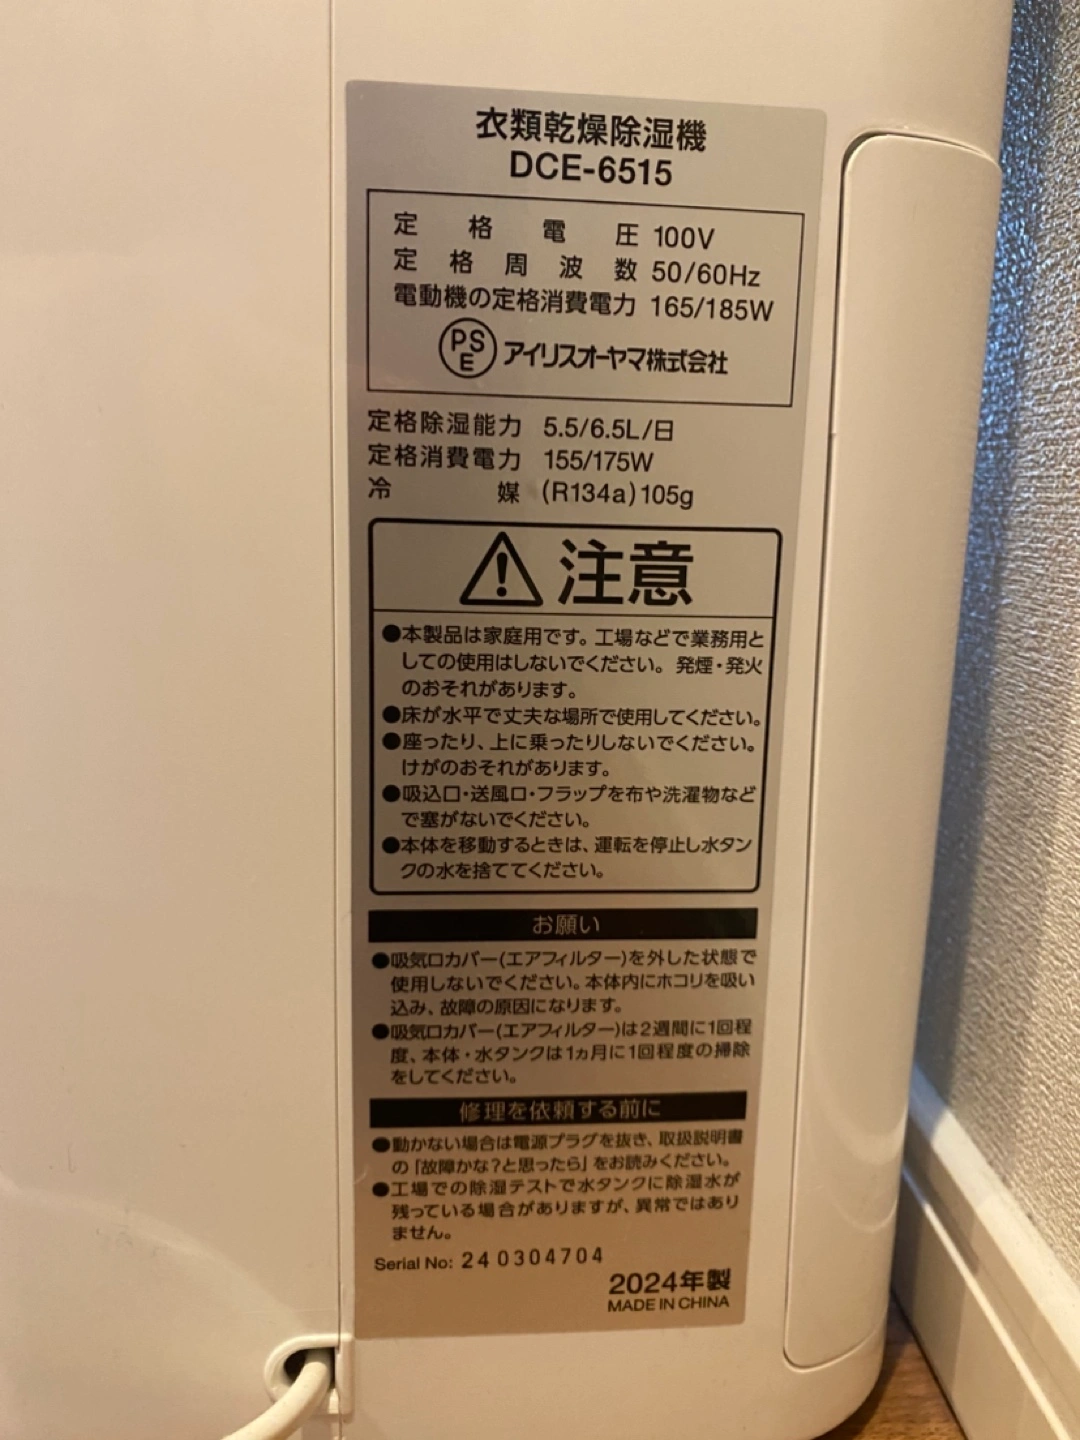 衣類乾燥除湿機
DCE-6515
定格電圧 100V
定格周波数 50/60Hz
電動機の定格消費電力 165/185W
PSE アイリスオーヤマ株式会社
定格除湿能力 5.5/6.5L/日
定格消費電力 155/175W
冷媒 (R134a)105g
注意
●本製品は家庭用です。工場などで業務用と
しての使用はしないでください。発煙・発火
のおそれがあります。
●床が水平で丈夫な場所で使用してください。
●座ったり、上に乗ったりしないでください。
けがのおそれがあります。
●吸込口・送風口・フラップを布や洗濯物など
で塞がないでください。
●本体を移動するときは、運転を停止し水タン
クの水を捨ててください。
お願い
●吸気口カバー(エアフィルター)を外した状態で
使用しないでください。本体内にホコリを吸い
込み、故障の原因になります。
●吸気口カバー(エアフィルター)は2週間に1回程
度、本体・水タンクは1ヵ月に1回程度の掃除
をしてください。
修理を依頼する前に
●動かない場合は電源プラグを抜き、取扱説明書
の「故障かな?と思ったら」をお読みください。
●工場での除湿テストで水タンクに除湿水が
残っている場合がありますが、異常ではあり
ません。
Serial No: 240304704
2024年製
MADE IN CHINA